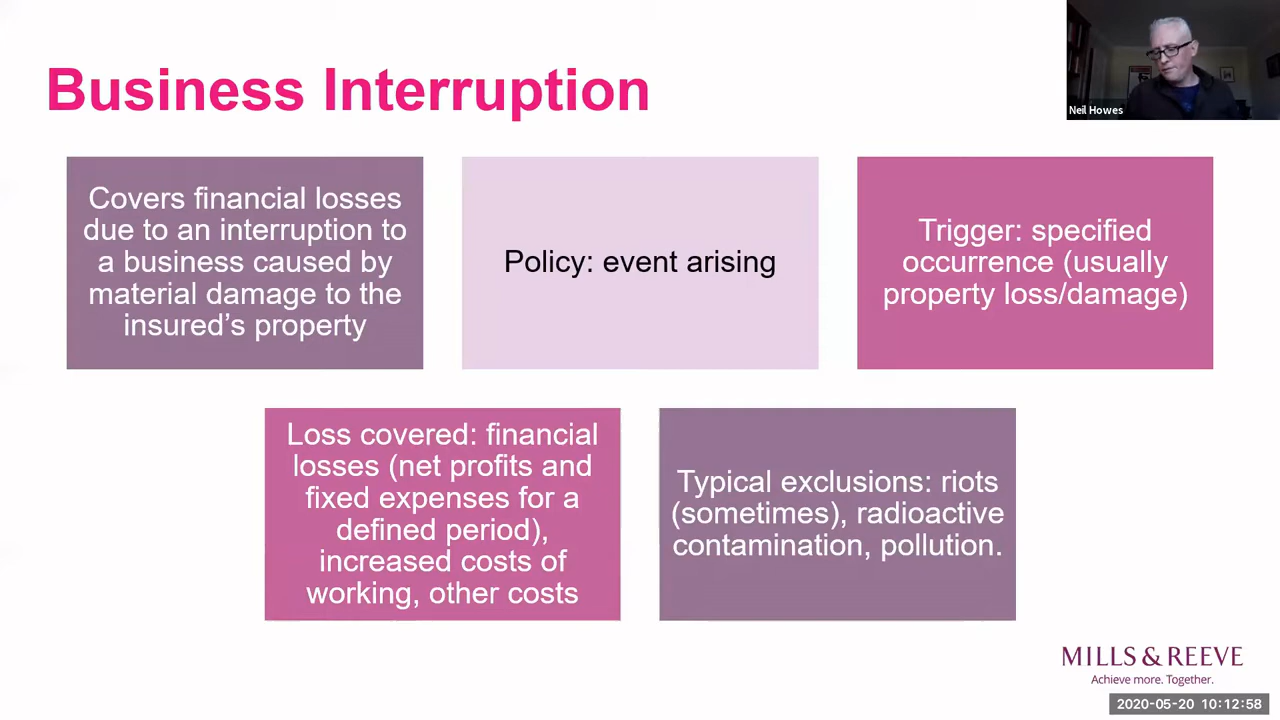 Business Interruption
Neil Howes
Covers financial losses
due to an interruption to
a business caused by
material damage to the
insured’s property
Policy: event arising
Trigger: specified
occurrence (usually
property loss/damage)
Loss covered: financial
losses (net profits and
fixed expenses for a
defined period),
increased costs of
working, other costs
Typical exclusions: riots
(sometimes), radioactive
contamination, pollution.
MILLS & REEVE
Achieve more. Together.
2020-05-20 10:12:58